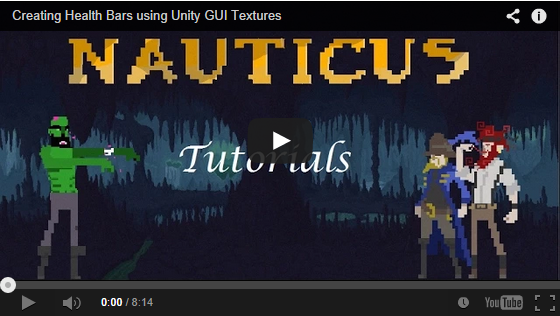 Creating Health Bars using Unity GUI Textures
NAUTICUS
Tutorials
0:00 / 8:14
YouTube